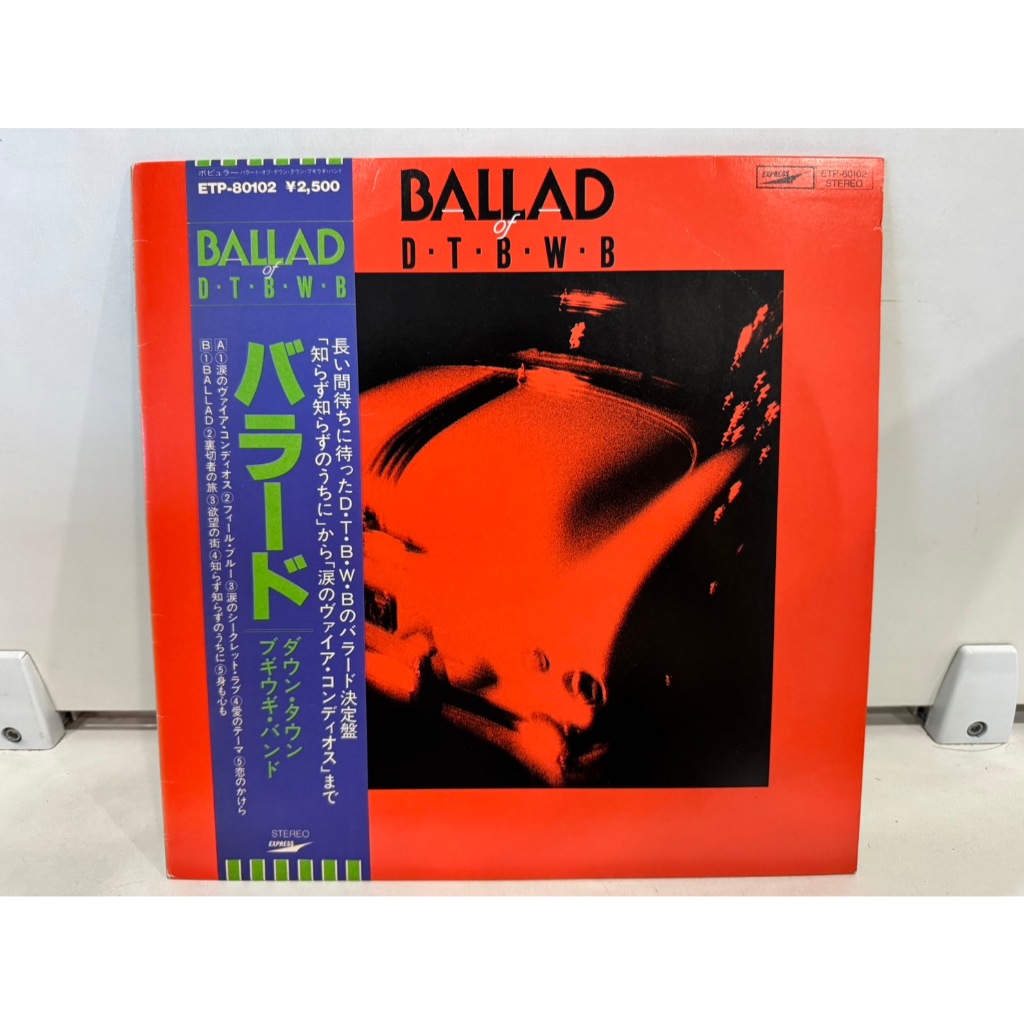 ポピュラー バラード・オブ・ダウン・タウン・ブギウギ・バンド
ETP-80102 ¥2,500
BALLAD
of
D・T・B・W・B
長い間待ちに待ったD・T・B・W・Bのバラード決定盤
「知らず知らずのうちに」から「涙のヴァイア・コンディオス」まで
バラード
ダウン・タウン
ブギウギ・バンド
A①涙のヴァイア・コンディオス②フィール・ブルー③涙のシークレット・ラブ④愛のテーマ⑤恋のかけら
B①BALLAD②裏切者の旅③欲望の街④知らず知らずのうちに⑤身も心も
STEREO
EXPRESS
BALLAD
of
D・T・B・W・B
EXPRESS
ETP-80102
STEREO